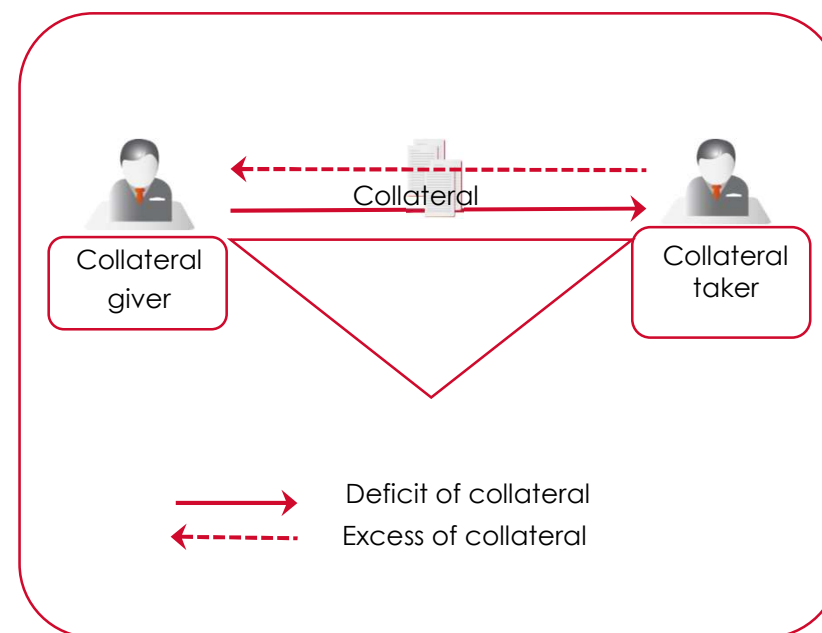 Collateral
Collateral
giver
Collateral
taker
Deficit of collateral
Excess of collateral